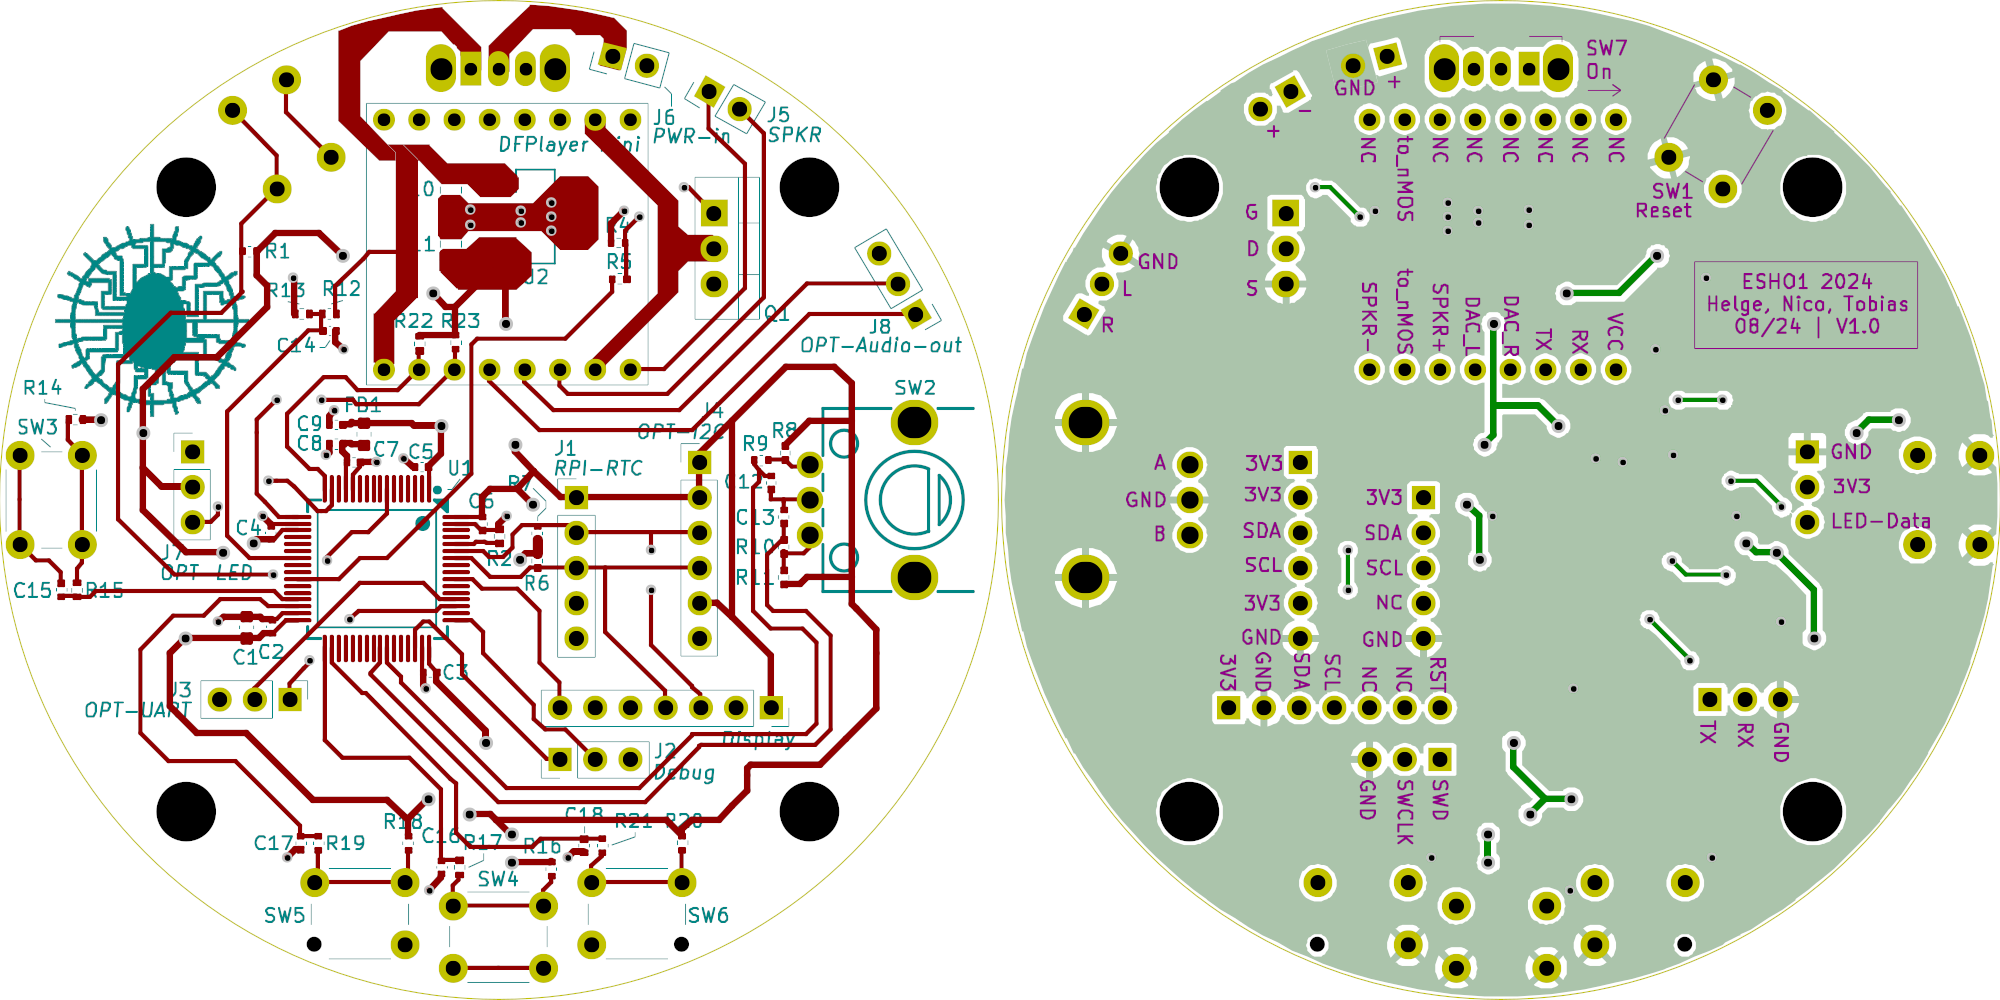 J6
PWR-in
J5
SPKR
DFPlayer
R4
R5
Q1
R1
R13
R12
C14
R22
R23
J8
OPT-Audio-out
R14
SW3
FB1
C9
C8
C7
C5
U1
J4
OPT-I2C
J1
RPI-RTC
SW2
R9
R8
C12
C13
R10
R11
C4
R2
R6
J7
OPT LED
C15
R15
C1
C2
C3
J3
OPT-UART
Display
J2
Debug
R18
C17
R19
C16
R17
R16
C18
R21
R20
SW4
SW5
SW6
SW7
On
GND
+
-
+
NC
to_nMOS
NC
NC
NC
NC
NC
NC
SW1
Reset
G
D
S
GND
L
R
ESHO1 2024
Helge, Nico, Tobias
08/24 | V1.0
SPKR-
to_nMOS
SPKR+
DAC_L
DAC_R
TX
RX
VCC
A
GND
B
3V3
3V3
SDA
SCL
3V3
GND
3V3
SDA
SCL
NC
GND
GND
3V3
LED-Data
3V3
GND
SDA
SCL
NC
NC
RST
TX
RX
GND
GND
SWCLK
SWD